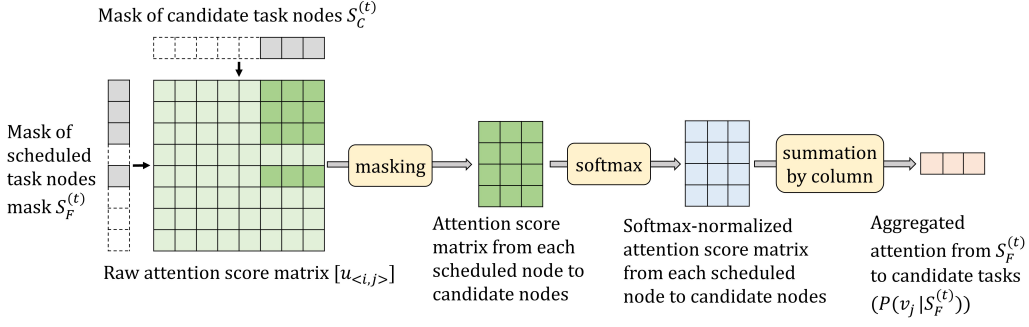 Mask of candidate task nodes $S_C^{(t)}$
Mask of
scheduled
task nodes
mask $S_F^{(t)}$
Raw attention score matrix $[u_{<i,j>}]$
masking
Attention score
matrix from each
scheduled node to
candidate nodes
softmax
Softmax-normalized
attention score matrix
from each scheduled
node to candidate nodes
summation
by column
Aggregated
attention from $S_F^{(t)}$
to candidate tasks
$(P(v_j|S_F^{(t)}))$